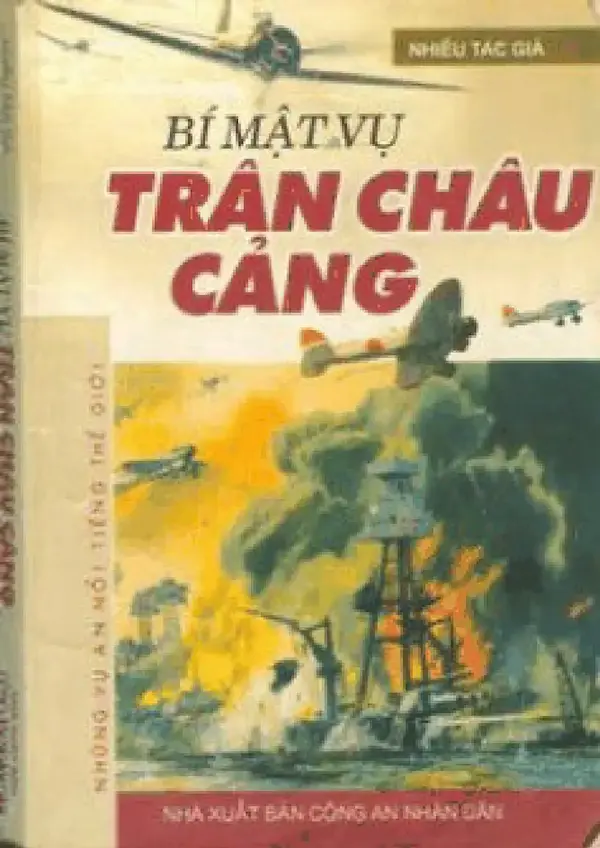 NHIỀU TÁC GIẢ
BÍ MẬT VỤ
TRÂN CHÂU
CẢNG
NHỮNG VỤ ÁN NỔI TIẾNG THẾ GIỚI
NHÀ XUẤT BẢN CÔNG AN NHÂN DÂN